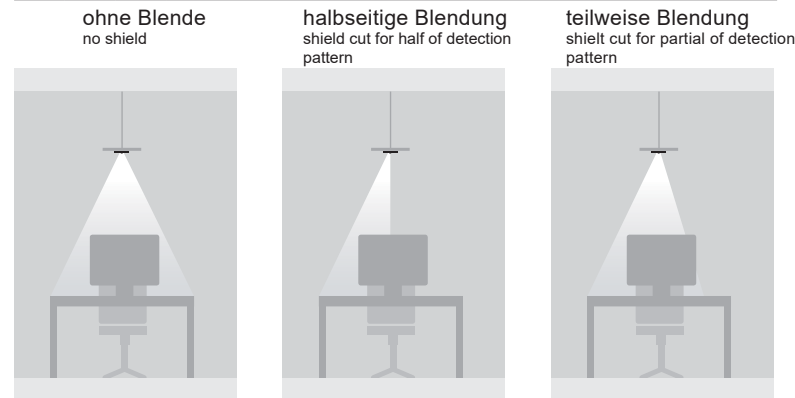 ohne Blende
no shield
halbseitige Blendung
shield cut for half of detection
pattern
teilweise Blendung
shielt cut for partial of detection
pattern